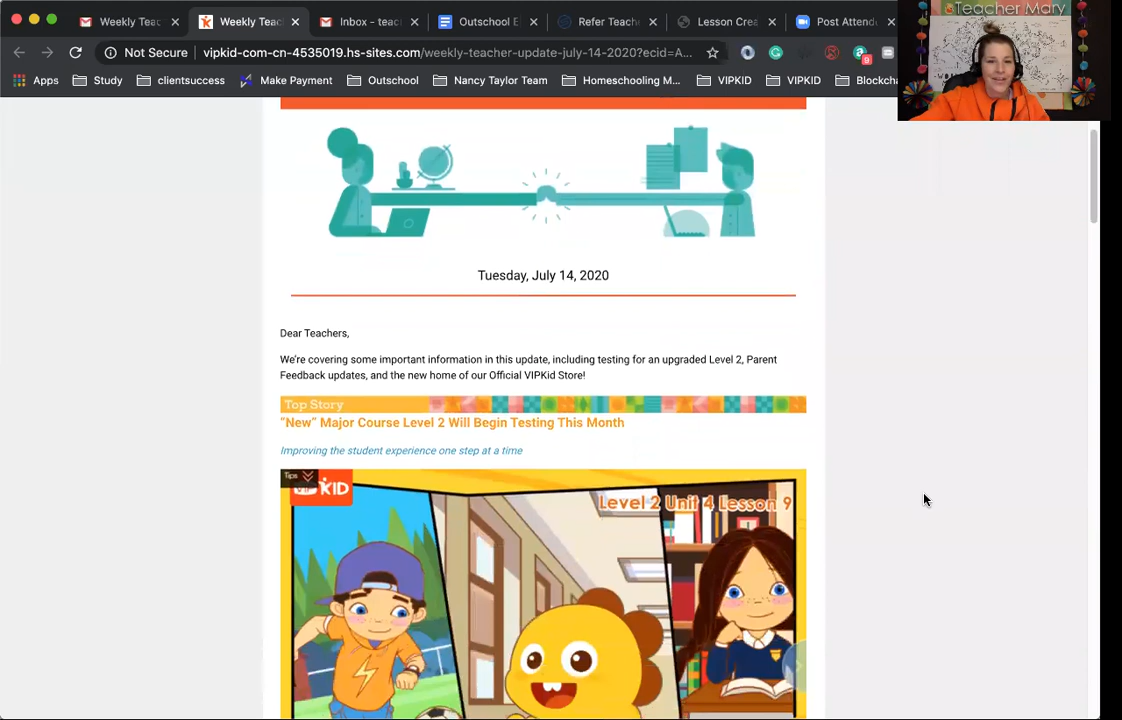 Weekly Teac
Weekly Teac
Inbox - teac
Outschool E
Refer Teache
Lesson Crea
Post Attende
Not Secure
vipkid-com-cn-4535019.hs-sites.com/weekly-teacher-update-july-14-2020?ecid=A...
9
Apps
Study
clientsuccess
Make Payment
Outschool
Nancy Taylor Team
Homeschooling M...
VIPKID
VIPKID
Blockcha
Teacher Mary
Tuesday, July 14, 2020
Dear Teachers,
We're covering some important information in this update, including testing for an upgraded Level 2, Parent
Feedback updates, and the new home of our Official VIPKid Store!
Top Story
"New" Major Course Level 2 Will Begin Testing This Month
Improving the student experience one step at a time
Tips
VIPKID
Level 2 Unit 4 Lesson 9